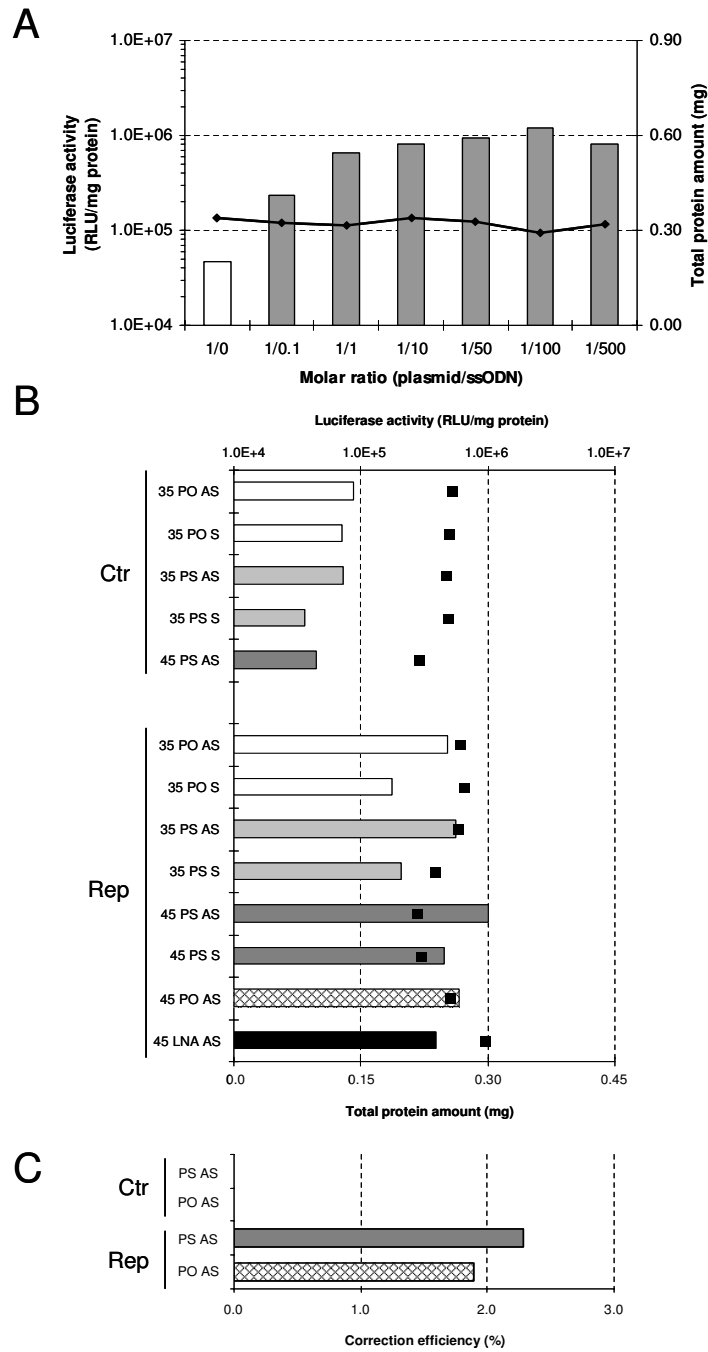 A
1.0E+07
1.0E+06
1.0E+05
1.0E+04
Luciferase activity
(RLU/mg protein)
0.90
0.60
0.30
0.00
Total protein amount (mg)
1/0 1/0.1 1/1 1/10 1/50 1/100 1/500
Molar ratio (plasmid/ssODN)
B
Luciferase activity (RLU/mg protein)
1.0E+4 1.0E+5 1.0E+6 1.0E+7
Ctr
35 PO AS
35 PO S
35 PS AS
35 PS S
45 PS AS
Rep
35 PO AS
35 PO S
35 PS AS
35 PS S
45 PS AS
45 PS S
45 PO AS
45 LNA AS
0.0 0.15 0.30 0.45
Total protein amount (mg)
C
Ctr
PS AS
PO AS
Rep
PS AS
PO AS
0.0 1.0 2.0 3.0
Correction efficiency (%)